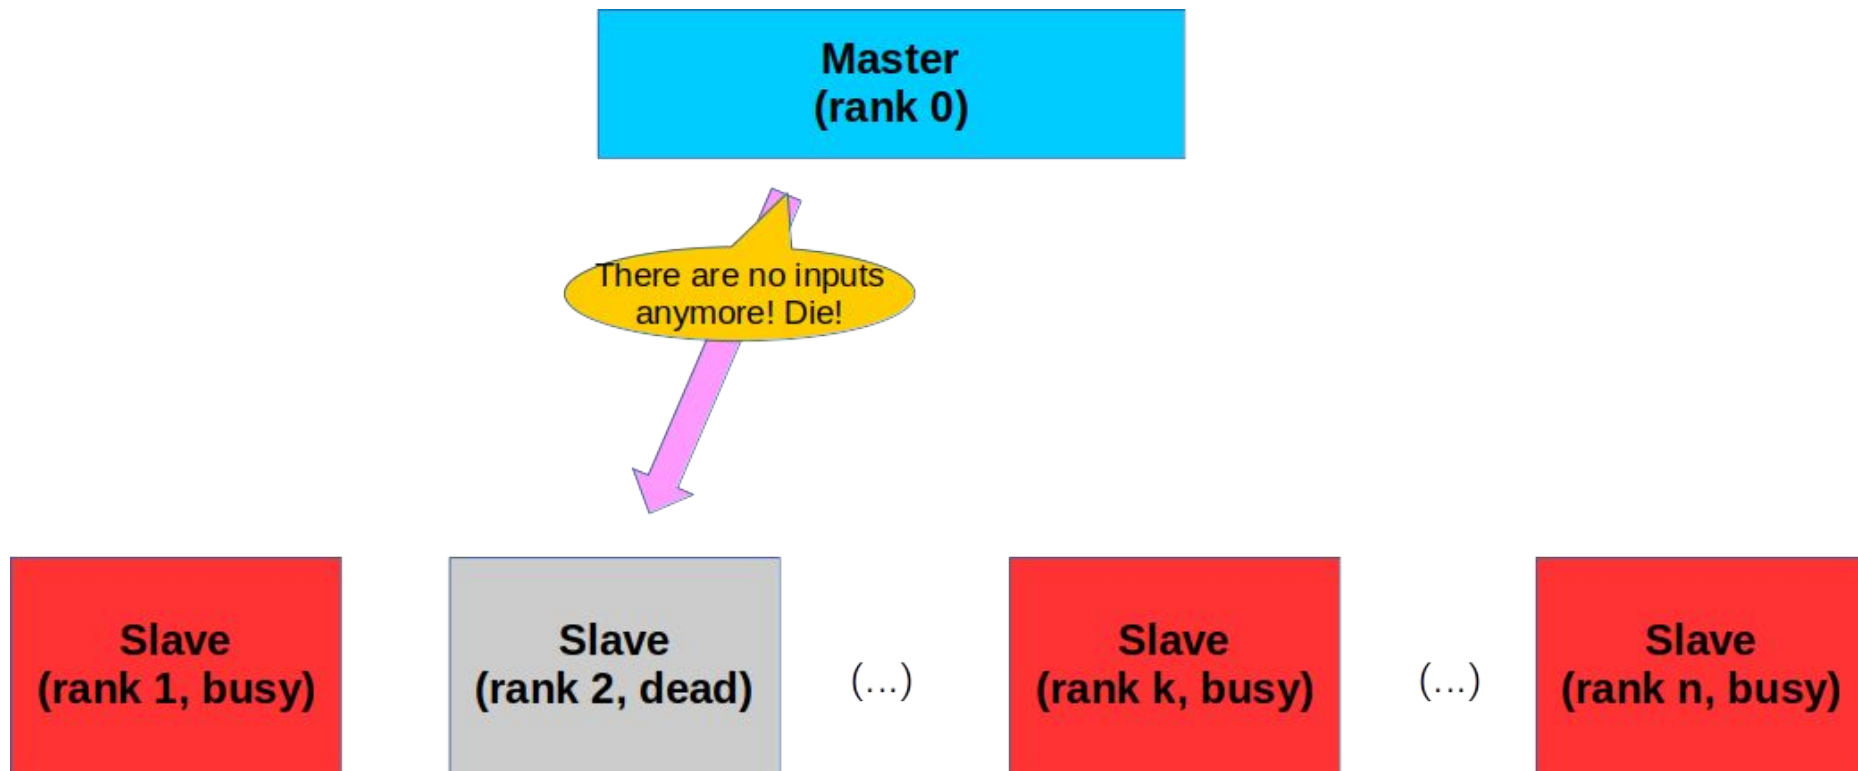 Master
(rank 0)
There are no inputs
anymore! Die!
Slave
(rank 1, busy)
Slave
(rank 2, dead)
(...)
Slave
(rank k, busy)
(...)
Slave
(rank n, busy)